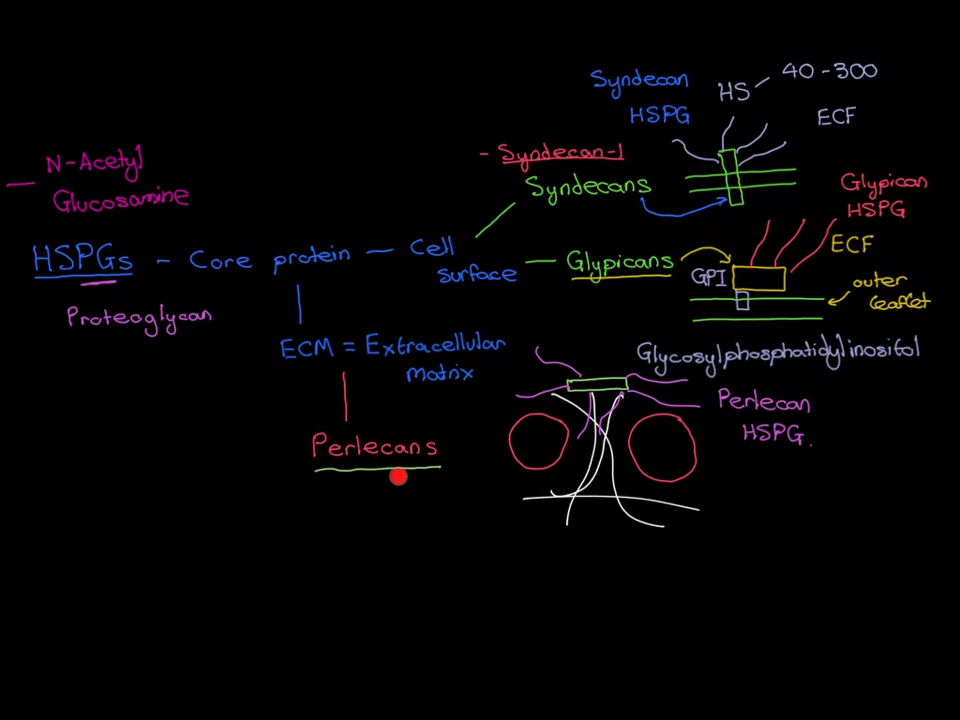 Syndecan
HSPG
HS
40-300
ECF
- Syndecan-1
Syndecans
N-Acetyl
Glucosamine
HSPGs - Core protein - Cell
surface
Proteoglycan
- Glypicans
GPI
Glypican
HSPG
ECF
outer
leaflet
Glycosylphosphatidylinositol
ECM = Extracellular
matrix
Perlecans
Perlecan
HSPG.